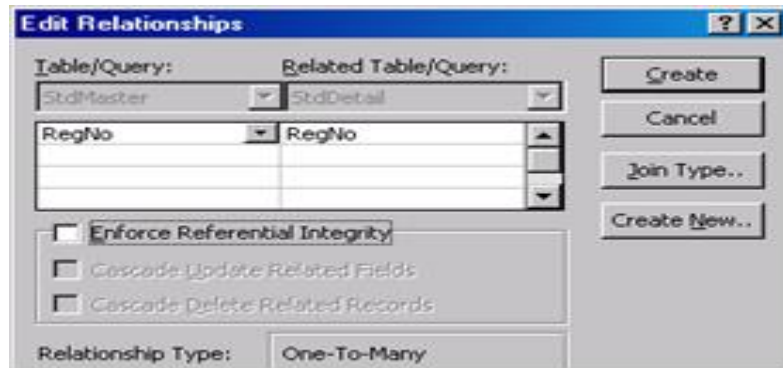 Edit Relationships
Table/Query: Related Table/Query:
StdMaster StdDetail
RegNo RegNo
Enforce Referential Integrity
Cascade Update Related Fields
Cascade Delete Related Records
Relationship Type: One-To-Many
Create
Cancel
Join Type..
Create New..